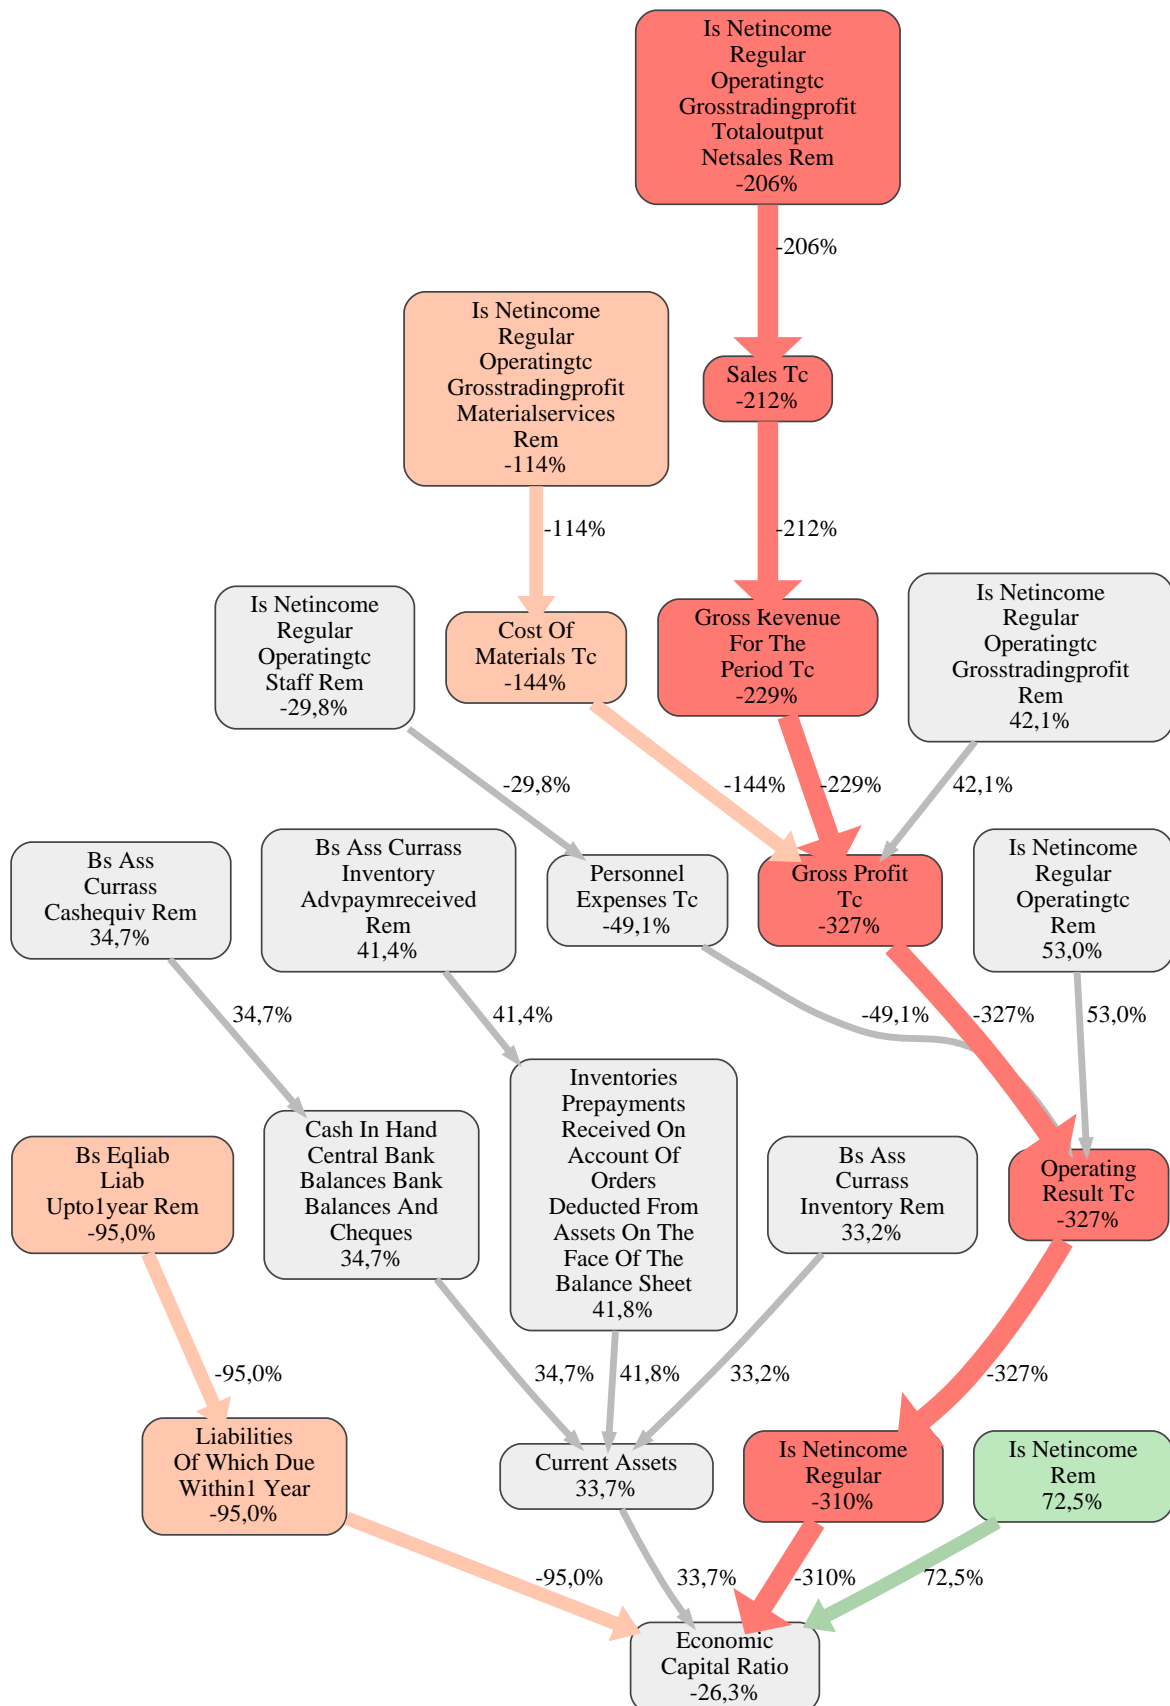 Is Netincome
Regular
Operatingtc
Grosstradingprofit
Totaloutput
Netsales Rem
-206%
-206%
Is Netincome
Regular
Operatingtc
Grosstradingprofit
Materialservices
Rem
-114%
Sales Tc
-212%
-114%
-212%
Is Netincome
Regular
Operatingtc
Staff Rem
-29,8%
Cost Of
Materials Tc
-144%
Gross Revenue
For The
Period Tc
-229%
Is Netincome
Regular
Operatingtc
Grosstradingprofit
Rem
42,1%
-29,8%
-144%
-229%
42,1%
Bs Ass
Currass
Cashequiv Rem
34,7%
Bs Ass Currass
Inventory
Advpaymreceived
Rem
41,4%
Personnel
Expenses Tc
-49,1%
Gross Profit
Tc
-327%
Is Netincome
Regular
Operatingtc
Rem
53,0%
34,7%
41,4%
-49,1%
-327%
53,0%
Bs Eqliab
Liab
Upto1year Rem
-95,0%
Cash In Hand
Central Bank
Balances Bank
Balances And
Cheques
34,7%
Inventories
Prepayments
Received On
Account Of
Orders
Deducted From
Assets On The
Face Of The
Balance Sheet
41,8%
Bs Ass
Currass
Inventory Rem
33,2%
Operating
Result Tc
-327%
-95,0%
34,7%
41,8%
33,2%
-327%
Liabilities
Of Which Due
Within1 Year
-95,0%
Current Assets
33,7%
Is Netincome
Regular
-310%
Is Netincome
Rem
72,5%
-95,0%
33,7%
-310%
72,5%
Economic
Capital Ratio
-26,3%